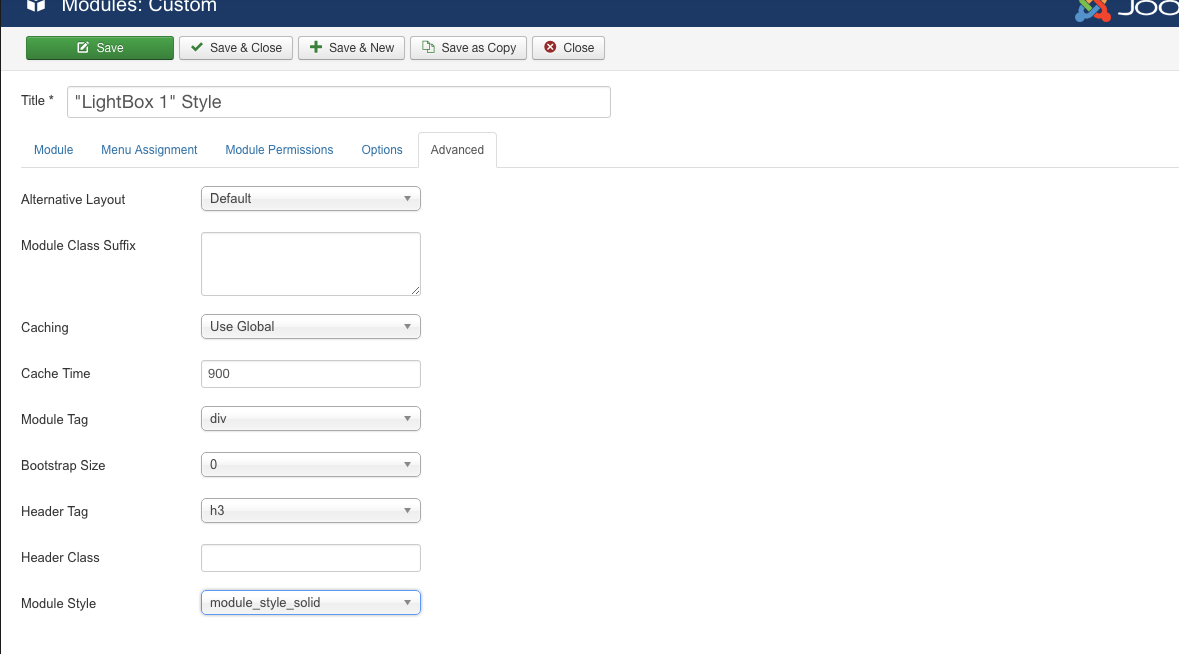 Modules: Custom
Save
Save & Close
Save & New
Save as Copy
Close
Title *
"LightBox 1" Style
Module
Menu Assignment
Module Permissions
Options
Advanced
Alternative Layout
Default
Module Class Suffix
Caching
Use Global
Cache Time
900
Module Tag
div
Bootstrap Size
0
Header Tag
h3
Header Class
Module Style
module_style_solid